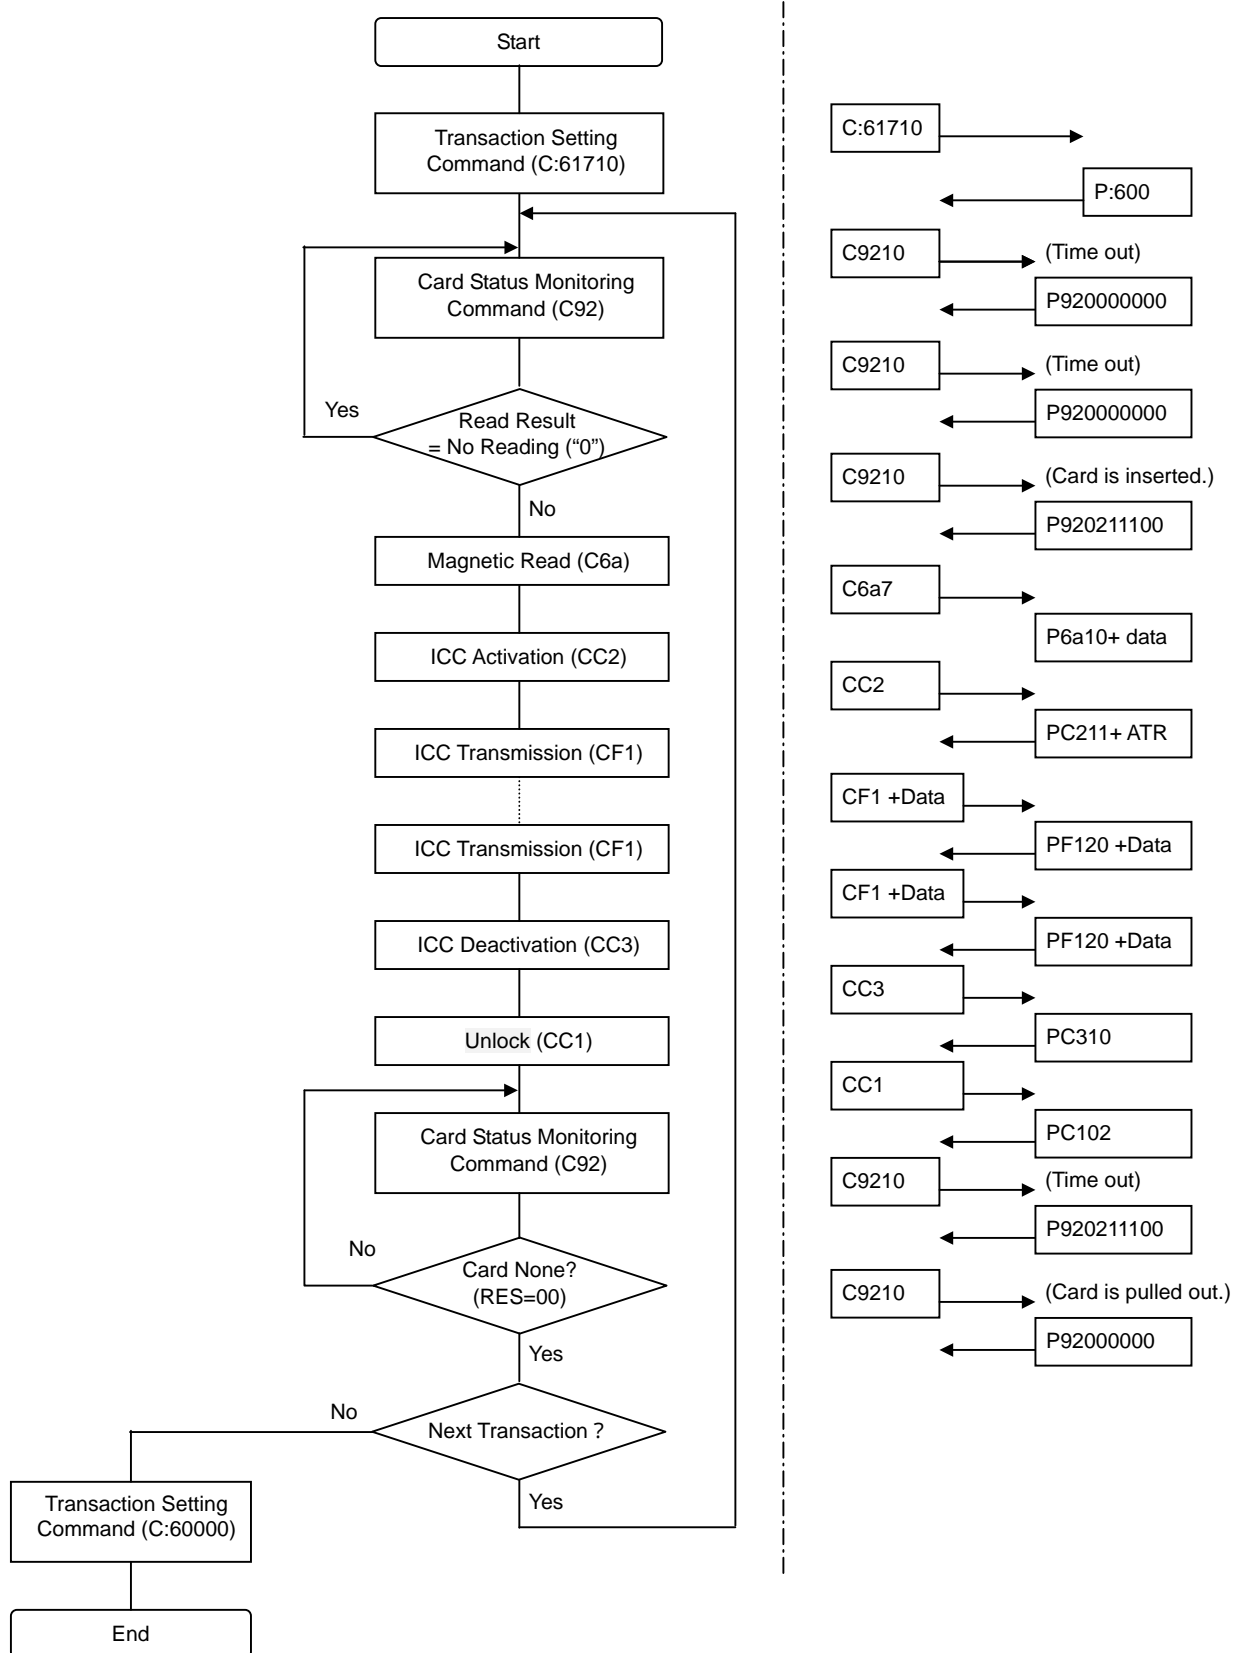 Start
Transaction Setting
Command (C:61710)
Card Status Monitoring
Command (C92)
Yes
Read Result
= No Reading (“0”)
No
Magnetic Read (C6a)
ICC Activation (CC2)
ICC Transmission (CF1)
ICC Transmission (CF1)
ICC Deactivation (CC3)
Unlock (CC1)
Card Status Monitoring
Command (C92)
No
Card None?
(RES=00)
Yes
No
Next Transaction ?
Yes
Transaction Setting
Command (C:60000)
End
C:61710
P:600
C9210 (Time out)
P920000000
C9210 (Time out)
P920000000
C9210 (Card is inserted.)
P920211100
C6a7
P6a10+ data
CC2
PC211+ ATR
CF1 +Data
PF120 +Data
CF1 +Data
PF120 +Data
CC3
PC310
CC1
PC102
C9210 (Time out)
P920211100
C9210 (Card is pulled out.)
P92000000